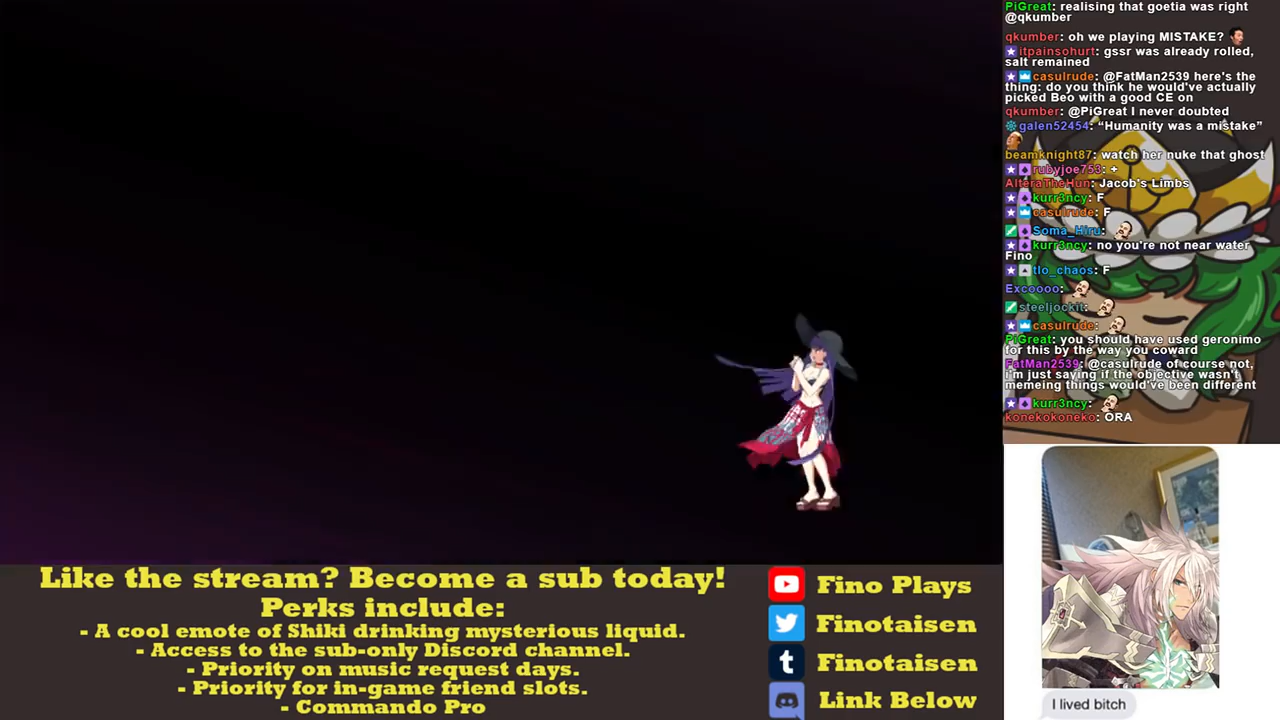 PiGreat: realising that goetia was right
@qkumber
qkumber: oh we playing MISTAKE?
itpainsohurt: gssr was already rolled,
salt remained
casulrude: @FatMan2539 here's the
thing: do you think he would've actually
picked Beo with a good CE on
qkumber: @PiGreat I never doubted
galen52454: “Humanity was a mistake”
beamknight87: watch her nuke that ghost
rubyjoe753: +
AlteraTheHun: Jacob's Limbs
kurr3ncy: F
casulrude: F
Soma_Hiru:
kurr3ncy: no you're not near water
Fino
tlo_chaos: F
Excoooo:
steeljockit:
casulrude:
PiGreat: you should have used geronimo
for this by the way you coward
FatMan2539: @casulrude of course not,
i'm just saying if the objective wasn't
memeing things would've been different
kurr3ncy:
konekokoneko: ORA
Like the stream? Become a sub today!
Perks include:
- A cool emote of Shiki drinking mysterious liquid.
- Access to the sub-only Discord channel.
- Priority on music request days.
- Priority for in-game friend slots.
- Commando Pro
Fino Plays
Finotaisen
t Finotaisen
Link Below
I lived bitch